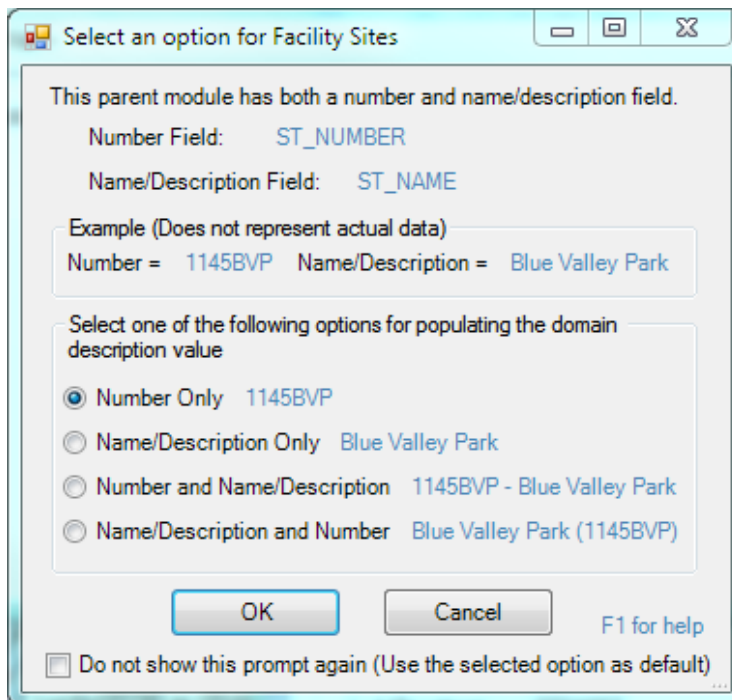 Select an option for Facility Sites
This parent module has both a number and name/description field.
Number Field: ST_NUMBER
Name/Description Field: ST_NAME
Example (Does not represent actual data)
Number = 1145BVP Name/Description = Blue Valley Park
Select one of the following options for populating the domain
description value
Number Only 1145BVP
Name/Description Only Blue Valley Park
Number and Name/Description 1145BVP - Blue Valley Park
Name/Description and Number Blue Valley Park (1145BVP)
OK Cancel
F1 for help
Do not show this prompt again (Use the selected option as default)